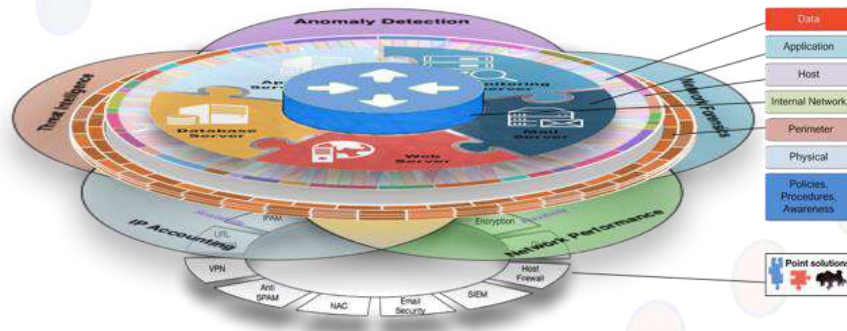 Anomaly Detection
Threat Intelligence
Network Forensics
Server
Database
Server
Web
Server
Mail
Server
IP Accounting
Network Performance
IPAM
URL
VPN
Anti
SPAM
NAC
Email
Security
SIEM
Host
Firewall
Encryption
Data
Application
Host
Internal Network
Perimeter
Physical
Policies,
Procedures,
Awareness
Point solutions